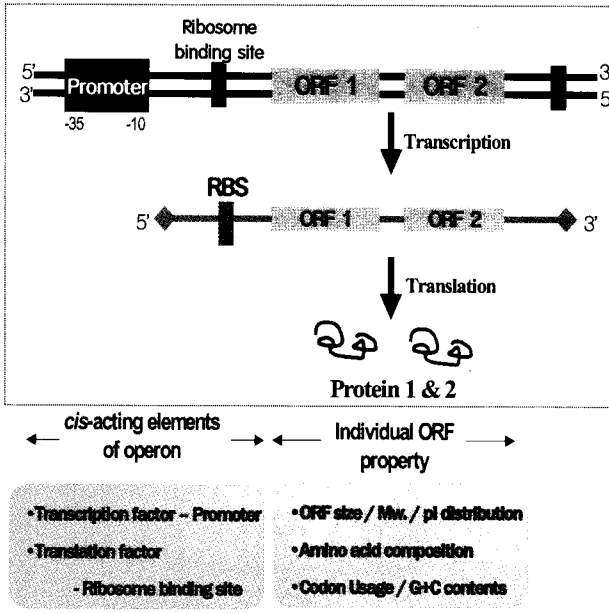 Ribosome
binding site
5' 3'
Promoter ORF 1 ORF 2
3' 5'
-35 -10
Transcription
RBS
5' ORF 1 ORF 2 3'
Translation
Protein 1 & 2
cis-acting elements
of operon
Individual ORF
property
•Transcription factor – Promoter
•Translation factor
- Ribosome binding site
•ORF size / Mw. / pI distribution
•Amino acid composition
•Codon Usage / G+C contents